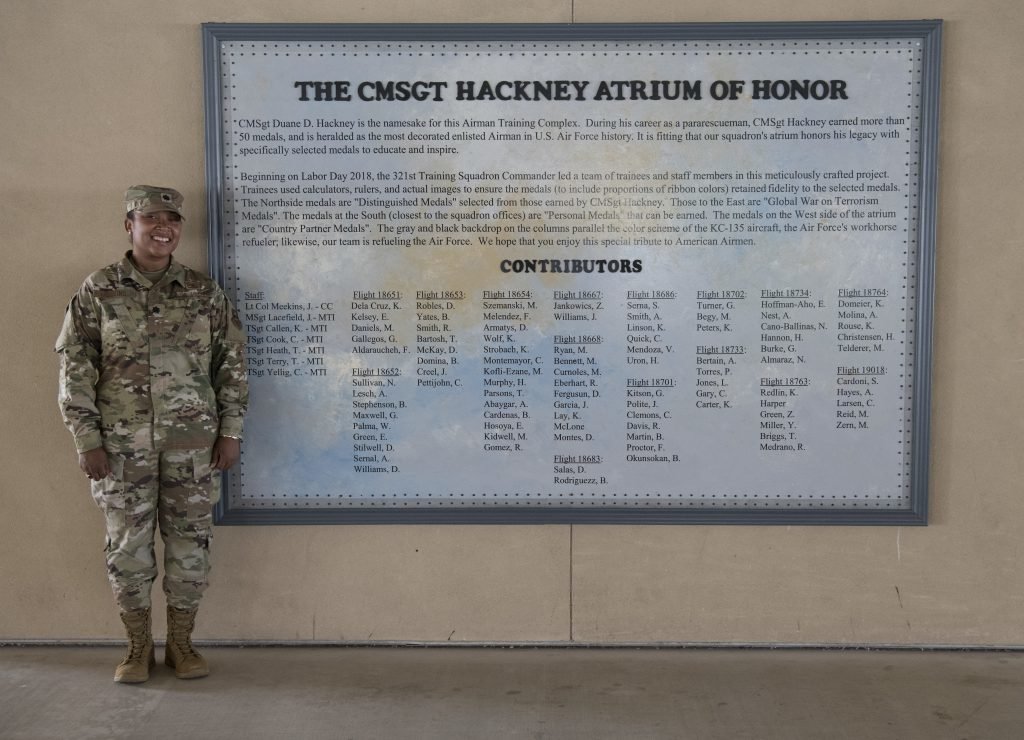 THE CMSGT HACKNEY ATRIUM OF HONOR
CMSgt Duane D. Hackney is the namesake for this Airman Training Complex. During his career as a pararescueman, CMSgt Hackney earned more than
50 medals, and is heralded as the most decorated enlisted Airman in U.S. Air Force history. It is fitting that our squadron's atrium honors his legacy with
specifically selected medals to educate and inspire.
Beginning on Labor Day 2018, the 321st Training Squadron Commander led a team of trainees and staff members in this meticulously crafted project.
Trainees used calculators, rulers, and actual images to ensure the medals (to include proportions of ribbon colors) retained fidelity to the selected medals.
The Northside medals are "Distinguished Medals" selected from those earned by CMSgt Hackney. Those to the East are "Global War on Terrorism
Medals". The medals at the South (closest to the squadron offices) are "Personal Medals" that can be earned. The medals on the West side of the atrium
are "Country Partner Medals". The gray and black backdrop on the columns parallel the color scheme of the KC-135 aircraft, the Air Force's workhorse
refueler; likewise, our team is refueling the Air Force. We hope that you enjoy this special tribute to American Airmen.
CONTRIBUTORS
Staff:
Lt Col Meekins, J. - CC
MSgt Lacefield, J.- MTI
TSgt Callen, K. - MTI
TSgt Cook, C. - MTI
TSgt Heath, T. - MTI
TSgt Terry, T. - MTI
TSgt Yellig, C. - MTI
Flight 18651:
Dela Cruz, K.
Kelsey, E.
Daniels, M.
Gallegos, G.
Aldarauchen, F.
Flight 18652:
Sullivan, N.
Lesch, A.
Stephenson, B.
Maxwell, G.
Palma, W.
Green, E.
Stilwell, D.
Sernal, A.
Williams, D.
Flight 18653:
Robles, D.
Yates, B.
Smith, R.
Bartosh, T.
McKay, D.
Domina, B.
Creel, J.
Pettijohn, C.
Flight 18654:
Szemanski, M.
Melendez, F.
Armatys, D.
Wolf, K.
Strobach, K.
Montemayor, C.
Kofli-Ezane, M.
Murphy, H.
Parsons, T.
Abaygar, A.
Cardenas, B.
Hosoya, E.
Kidwell, M.
Gomez, R.
Flight 18667:
Jankowicz, Z.
Williams, J.
Flight 18668:
Ryan, M.
Bennett, M.
Curnoles, M.
Eberhart, R.
Fergusun, D.
Garcia, J.
Lay, K.
McLone
Montes, D.
Flight 18683:
Salas, D.
Rodriguezz, B.
Flight 18686:
Serna, S.
Smith, A.
Linson, K.
Quick, C.
Mendoza, V.
Uron, H.
Flight 18701:
Kitson, G.
Polite, J.
Clemons, C.
Davis, R.
Martin, B.
Proctor, F.
Okunsokan, B.
Flight 18702:
Turner, G.
Begy, M.
Peters, K.
Flight 18733:
Bertain, A.
Torres, P.
Jones, L.
Gary, C.
Carter, K.
Flight 18734:
Hoffman-Aho, E.
Nest, A.
Cano-Ballinas, N.
Hannon, H.
Burke, G.
Almaraz, N.
Flight 18763:
Redlin, K.
Harper
Green, Z.
Miller, Y.
Briggs, T.
Medrano, R.
Flight 18764:
Domeier, K.
Molina, A.
Rouse, K.
Christensen, H.
Telderer, M.
Flight 19018:
Cardoni, S.
Hayes, A.
Larsen, C.
Reid, M.
Zern, M.